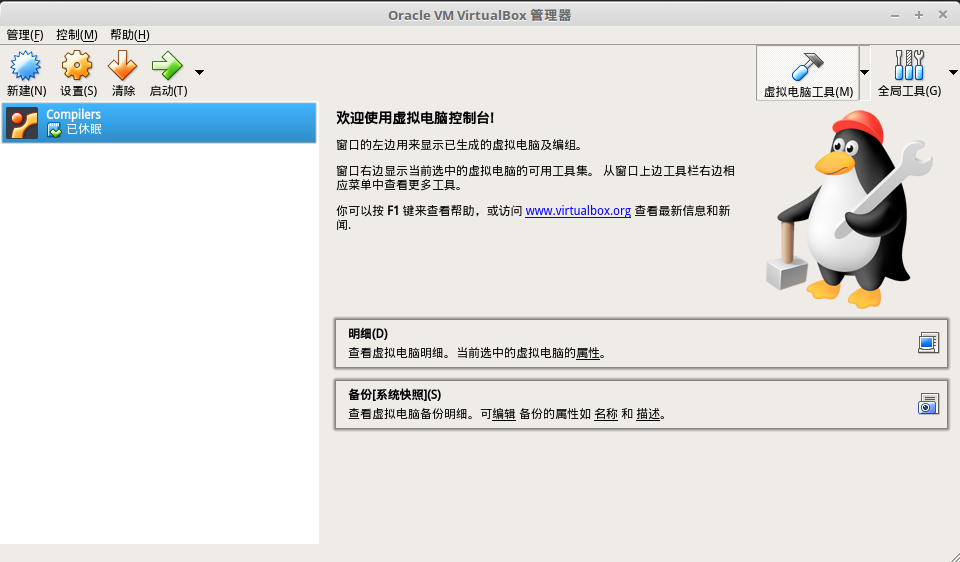 Oracle VM VirtualBox 管理器
管理(F) 控制(M) 帮助(H)
新建(N) 设置(S) 清除 启动(T) 虚拟电脑工具(M) 全局工具(G)
Compilers
已休眠
欢迎使用虚拟电脑控制台!
窗口的左边用来显示已生成的虚拟电脑及编组。
窗口右边显示当前选中的虚拟电脑的可用工具集。 从窗口上边工具栏右边相
应菜单中查看更多工具。
你可以按 F1 键来查看帮助，或访问 www.virtualbox.org 查看最新信息和新
闻.
明细(D)
查看虚拟电脑明细。当前选中的虚拟电脑的属性。
备份[系统快照](S)
查看虚拟电脑备份明细。可编辑 备份的属性如 名称 和 描述。